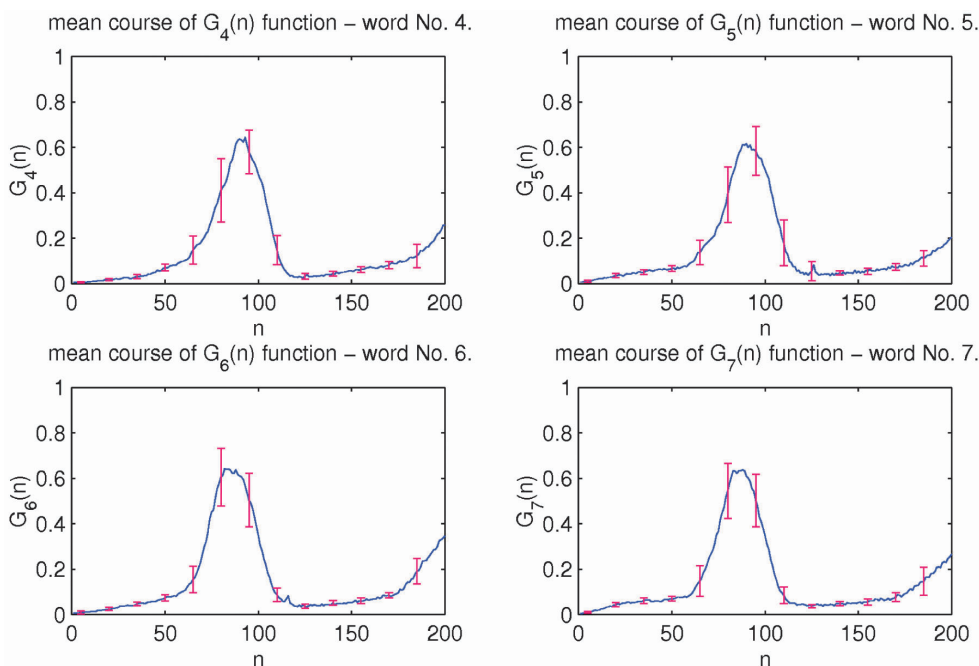 mean course of G4(n) function – word No. 4.
1
0.8
0.6
0.4
0.2
0
G4(n)
0 50 100 150 200
n
mean course of G5(n) function – word No. 5.
1
0.8
0.6
0.4
0.2
0
G5(n)
0 50 100 150 200
n
mean course of G6(n) function – word No. 6.
1
0.8
0.6
0.4
0.2
0
G6(n)
0 50 100 150 200
n
mean course of G7(n) function – word No. 7.
1
0.8
0.6
0.4
0.2
0
G7(n)
0 50 100 150 200
n